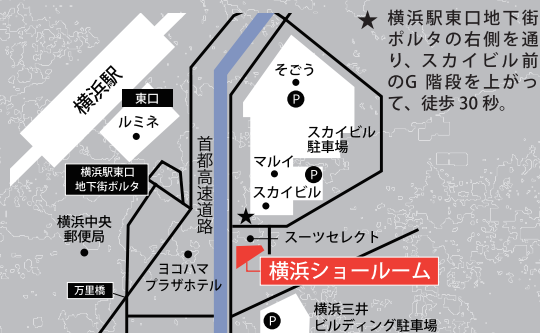 ★ 横浜駅東口地下街
ポルタの右側を通
り、スカイビル前
のG 階段を上がっ
て、徒歩 30 秒。
横浜駅
東口
ルミネ
そごう
P
スカイビル
駐車場
首都高速道路
マルイ
P
スカイビル
横浜駅東口
地下街ポルタ
横浜中央
郵便局
★
スーツセレクト
ヨコハマ
プラザホテル
横浜ショールーム
万里橋
横浜三井
ビルディング駐車場
P